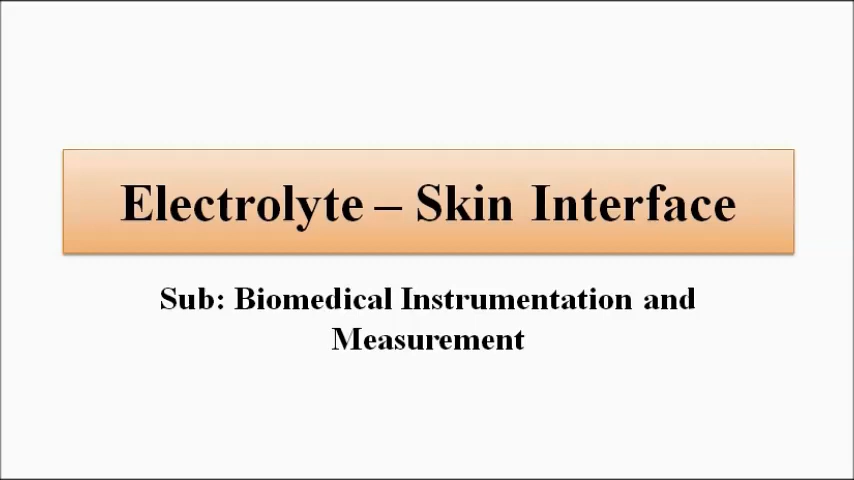 Electrolyte – Skin Interface
Sub: Biomedical Instrumentation and
Measurement